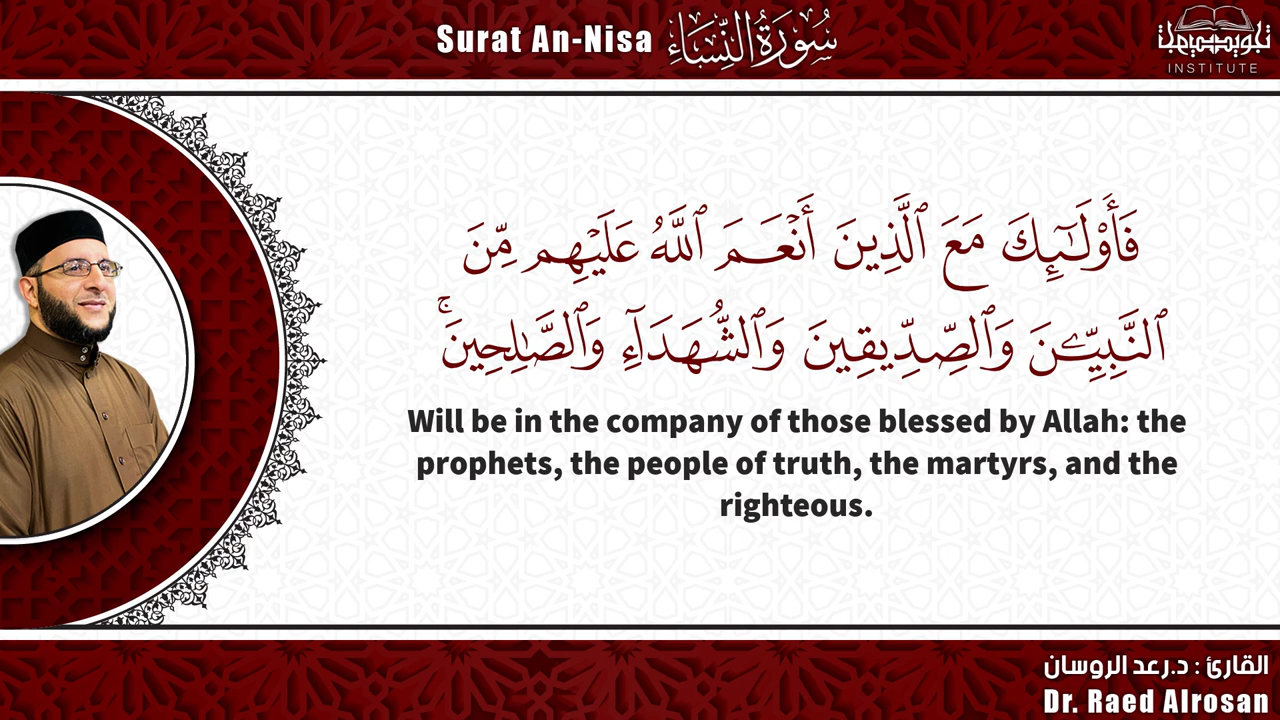 Surat An-Nisa سُورَةُ النِّسَاءِ
INSTITUTE
فَأُو۟لَـٰٓئِكَ مَعَ ٱلَّذِينَ أَنْعَمَ ٱللَّهُ عَلَيْهِم مِّنَ
ٱلنَّبِيِّـۧنَ وَٱلصِّدِّيقِينَ وَٱلشُّهَدَآءِ وَٱلصَّـٰلِحِينَ ۚ
Will be in the company of those blessed by Allah: the
prophets, the people of truth, the martyrs, and the
righteous.
القارئ : د.رعد الروسان
Dr. Raed Alrosan